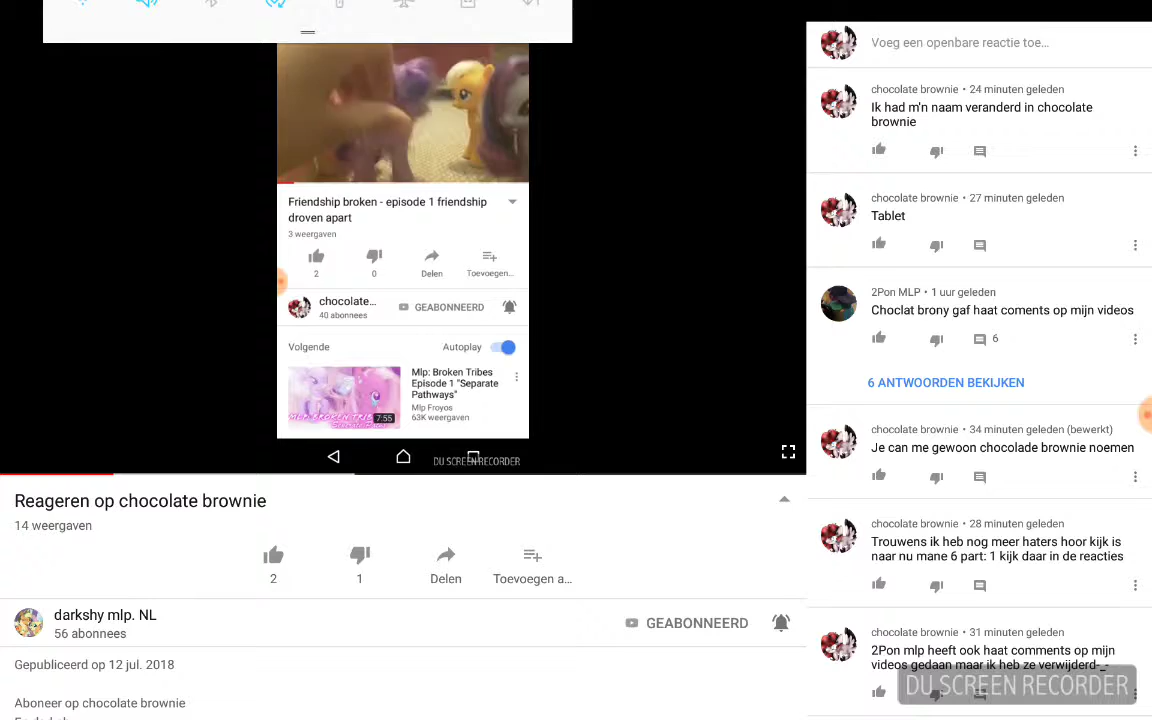 Friendship broken - episode 1 friendship
droven apart
3 weergaven
2
0
Delen
Toevoegen...
chocolate...
40 abonnees
GEABONNEERD
Volgende
Autoplay
Mlp: Broken Tribes
Episode 1 "Separate
Pathways"
Mlp Froyos
63K weergaven
7:55
DU SCREEN RECORDER
Reageren op chocolate brownie
14 weergaven
2
1
Delen
Toevoegen a...
darkshy mlp. NL
56 abonnees
GEABONNEERD
Gepubliceerd op 12 jul. 2018
Aboneer op chocolate brownie
Voeg een openbare reactie toe...
chocolate brownie • 24 minuten geleden
Ik had m'n naam veranderd in chocolate
brownie
chocolate brownie • 27 minuten geleden
Tablet
2Pon MLP • 1 uur geleden
Choclat brony gaf haat coments op mijn videos
6
6 ANTWOORDEN BEKIJKEN
chocolate brownie • 34 minuten geleden (bewerkt)
Je can me gewoon chocolade brownie noemen
chocolate brownie • 28 minuten geleden
Trouwens ik heb nog meer haters hoor kijk is
naar nu mane 6 part: 1 kijk daar in de reacties
chocolate brownie • 31 minuten geleden
2Pon mlp heeft ook haat comments op mijn
videos gedaan maar ik heb ze verwijderd-_-
DU SCREEN RECORDER